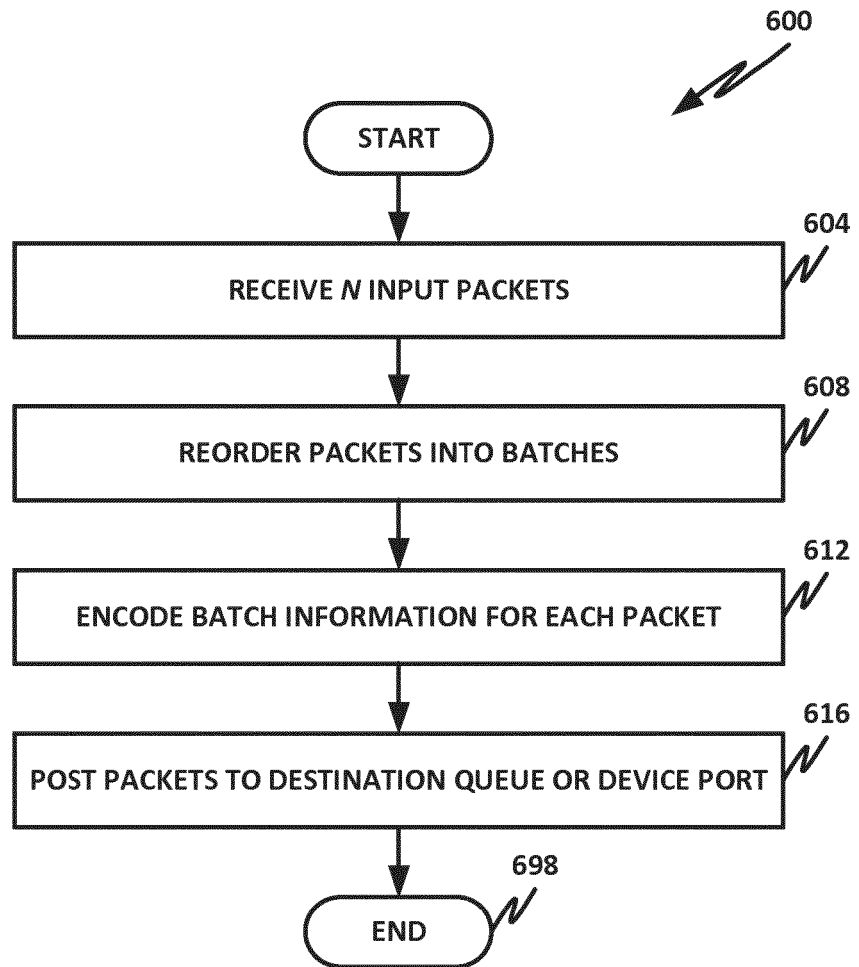 600
START
604
RECEIVE N INPUT PACKETS
608
REORDER PACKETS INTO BATCHES
612
ENCODE BATCH INFORMATION FOR EACH PACKET
616
POST PACKETS TO DESTINATION QUEUE OR DEVICE PORT
698
END